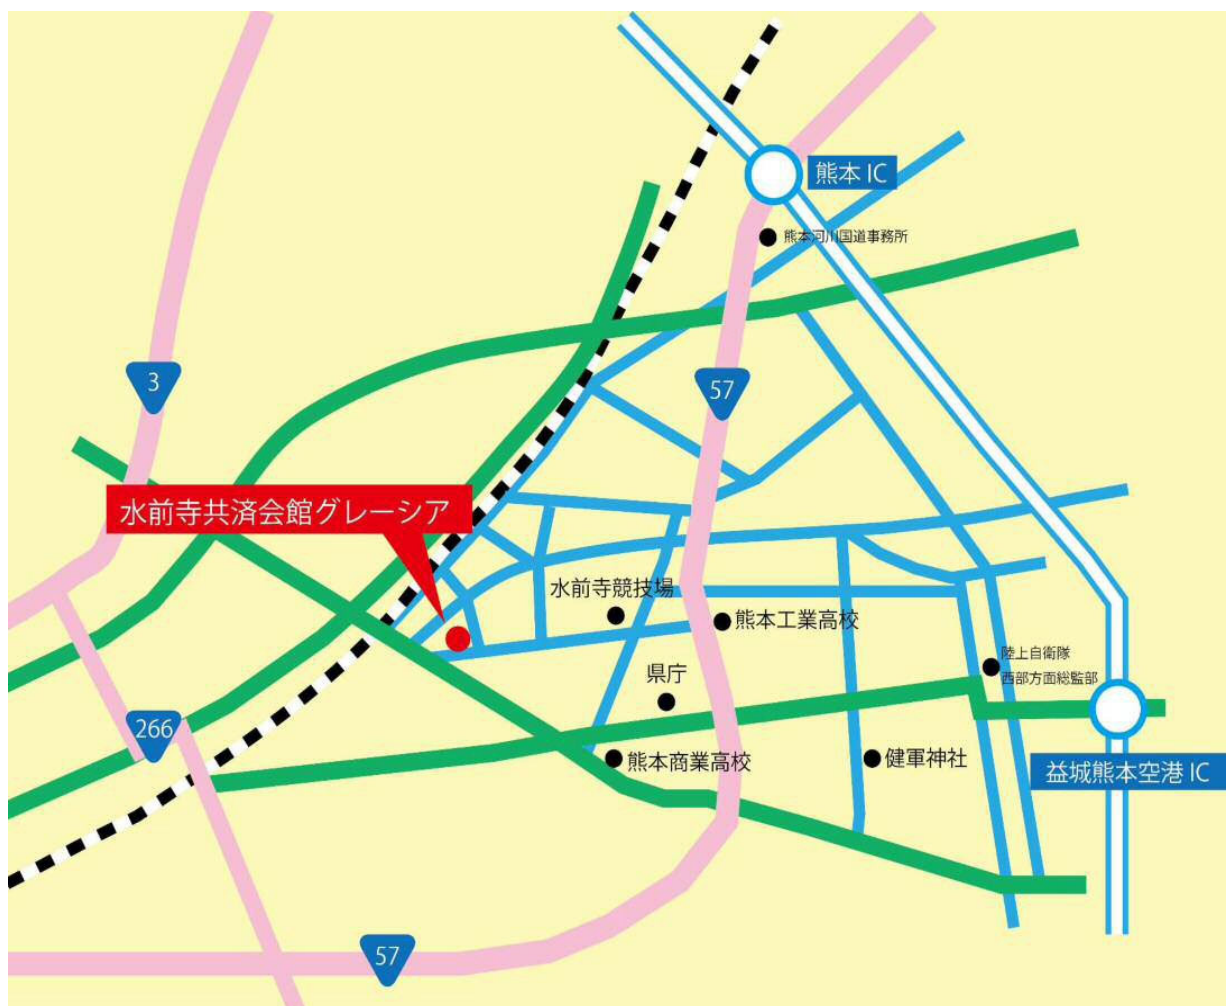 熊本 IC
熊本河川国道事務所
3
57
水前寺共済会館グレーシア
水前寺競技場
熊本工業高校
陸上自衛隊
西部方面総監部
県庁
266
熊本商業高校
健軍神社
益城熊本空港 IC
57